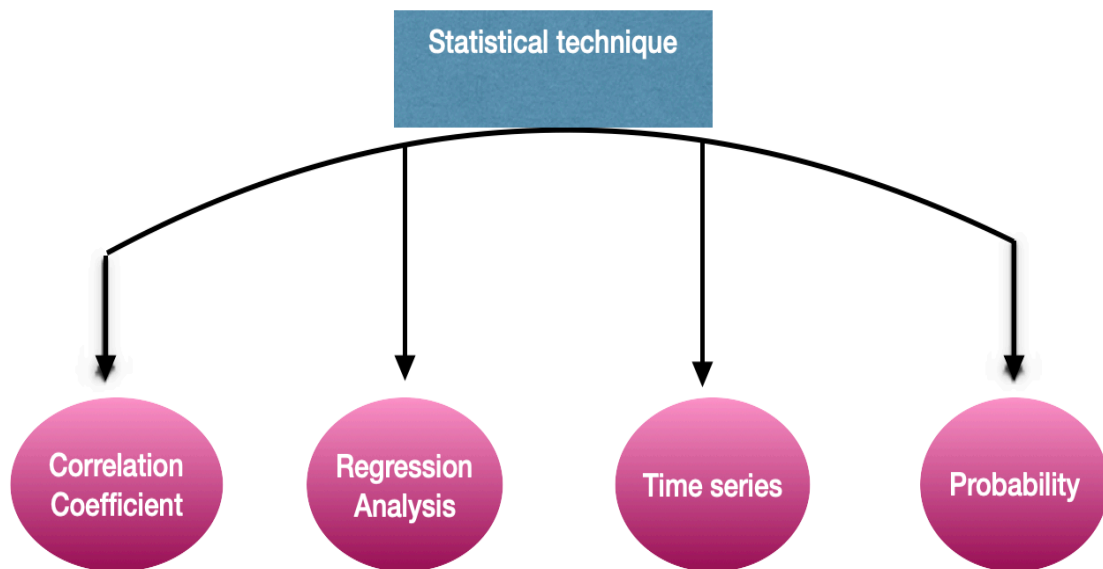 Statistical technique
Correlation
Coefficient
Regression
Analysis
Time series
Probability